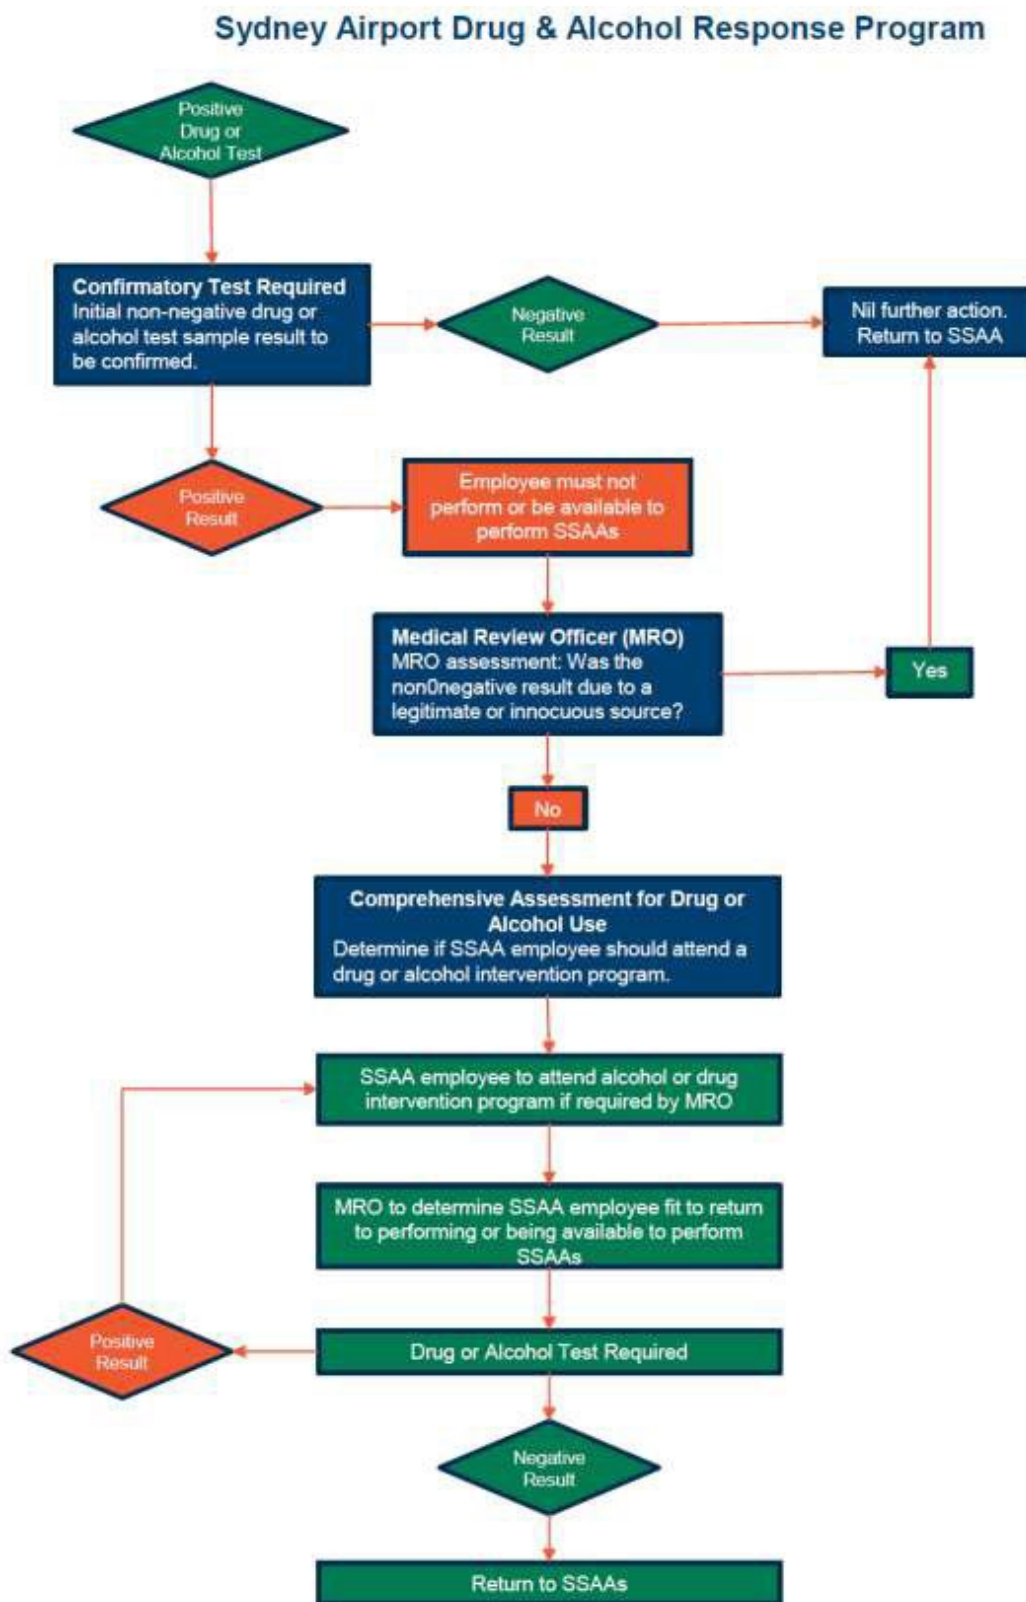 Sydney Airport Drug & Alcohol Response Program
Positive
Drug or
Alcohol Test
Confirmatory Test Required
Initial non-negative drug or
alcohol test sample result to
be confirmed.
Negative
Result
Nil further action.
Return to SSAA
Positive
Result
Employee must not
perform or be available to
perform SSAAs
Medical Review Officer (MRO)
MRO assessment: Was the
non0negative result due to a
legitimate or innocuous source?
Yes
No
Comprehensive Assessment for Drug or
Alcohol Use
Determine if SSAA employee should attend a
drug or alcohol intervention program.
SSAA employee to attend alcohol or drug
intervention program if required by MRO
MRO to determine SSAA employee fit to return
to performing or being available to perform
SSAAs
Positive
Result
Drug or Alcohol Test Required
Negative
Result
Return to SSAAs